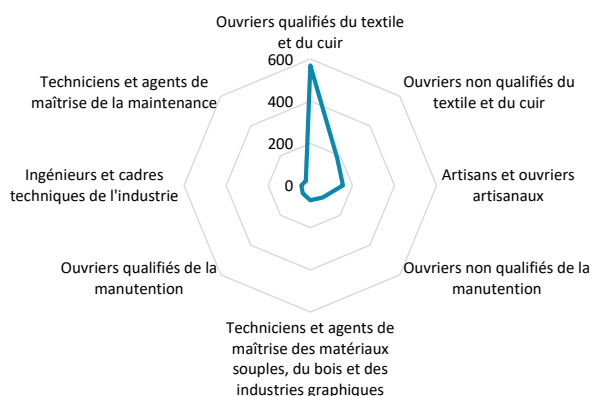 Ouvriers qualifiés du textile
et du cuir
600
400
200
0
Ouvriers non qualifiés du
textile et du cuir
Artisans et ouvriers
artisanaux
Ouvriers non qualifiés de la
manutention
Techniciens et agents de
maîtrise des matériaux
souples, du bois et des
industries graphiques
Ouvriers qualifiés de la
manutention
Ingénieurs et cadres
techniques de l'industrie
Techniciens et agents de
maîtrise de la maintenance